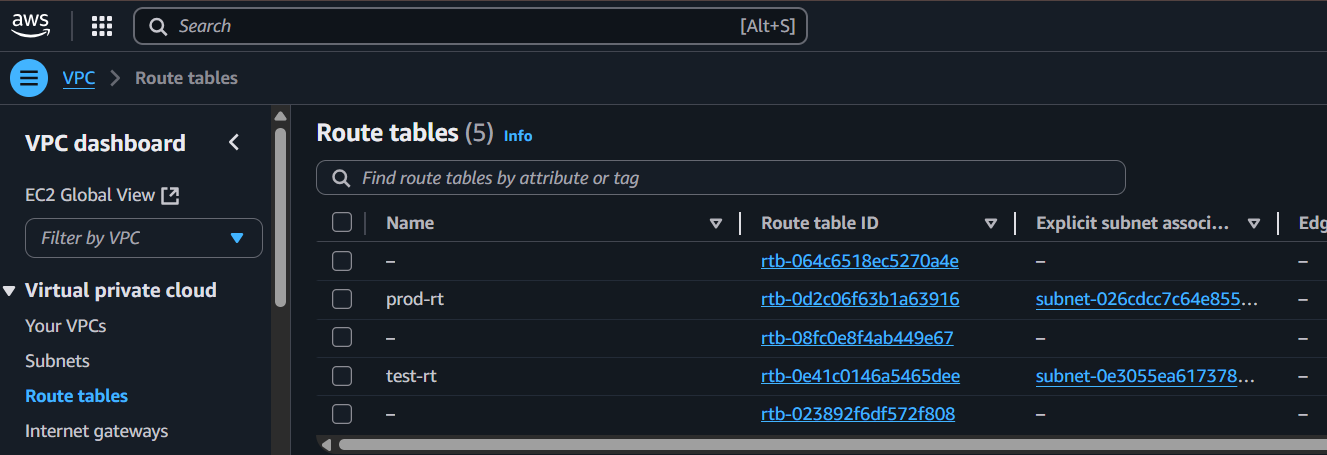 aws Search [Alt+S]
VPC Route tables
VPC dashboard
EC2 Global View
Filter by VPC
Virtual private cloud
Your VPCs
Subnets
Route tables
Internet gateways
Route tables (5) Info
Find route tables by attribute or tag
Name Route table ID Explicit subnet associ... Edg
– rtb-064c6518ec5270a4e – –
prod-rt rtb-0d2c06f63b1a63916 subnet-026cdcc7c64e855... –
– rtb-08fc0e8f4ab449e67 – –
test-rt rtb-0e41c0146a5465dee subnet-0e3055ea617378... –
– rtb-023892f6df572f808 – –